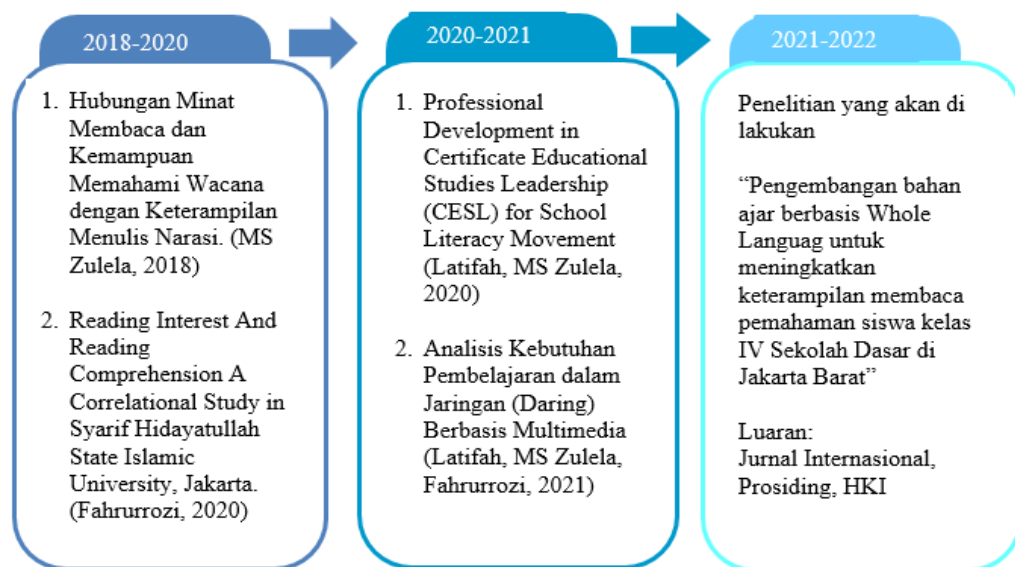 2018-2020
1. Hubungan Minat
Membaca dan
Kemampuan
Memahami Wacana
dengan Keterampilan
Menulis Narasi. (MS
Zulela, 2018)
2. Reading Interest And
Reading
Comprehension A
Correlational Study in
Syarif Hidayatullah
State Islamic
University, Jakarta.
(Fahrurrozi, 2020)
2020-2021
1. Professional
Development in
Certificate Educational
Studies Leadership
(CESL) for School
Literacy Movement
(Latifah, MS Zulela,
2020)
2. Analisis Kebutuhan
Pembelajaran dalam
Jaringan (Daring)
Berbasis Multimedia
(Latifah, MS Zulela,
Fahrurrozi, 2021)
2021-2022
Penelitian yang akan di
lakukan
“Pengembangan bahan
ajar berbasis Whole
Languag untuk
meningkatkan
keterampilan membaca
pemahaman siswa kelas
IV Sekolah Dasar di
Jakarta Barat”
Luaran:
Jurnal Internasional,
Prosiding, HKI